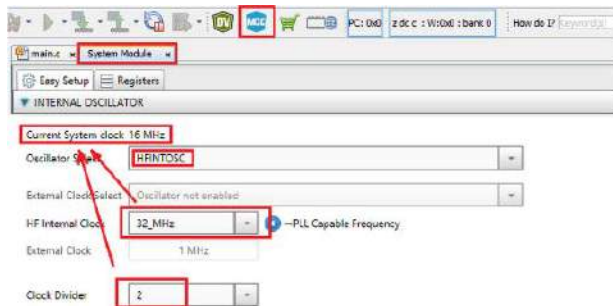 DV MCC PC: 0x0 z dc c : W:0x0 : bank 0 How do I?
main.c System Module
Easy Setup Registers
INTERNAL OSCILLATOR
Current System clock 16 MHz
Oscillator Select HFINTOSC
External Clock Select Oscillator not enabled
HF Internal Clock 32_MHz --PLL Capable Frequency
External Clock 1 MHz
Clock Divider 2